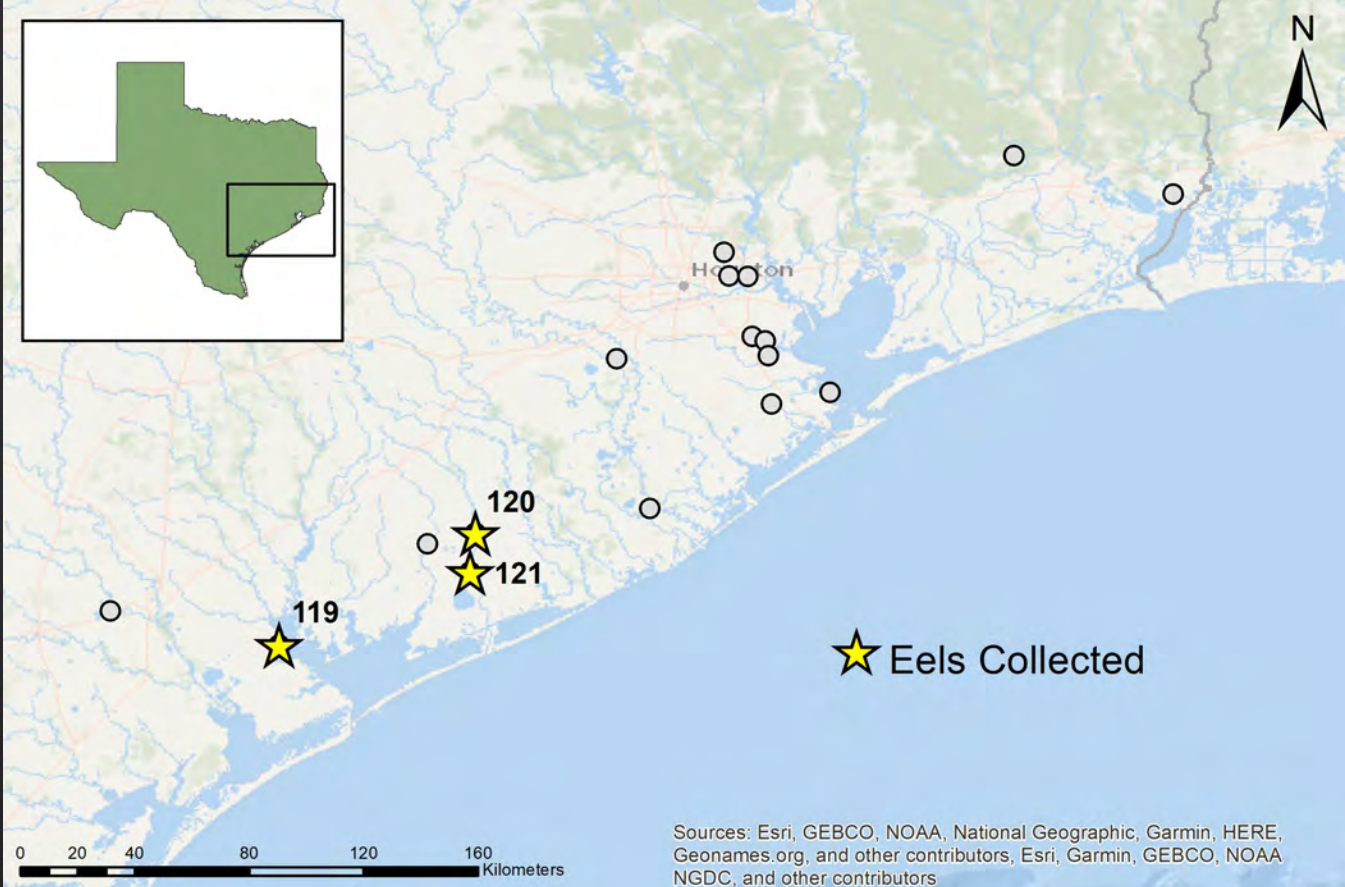 N
Houston
120
121
119
Eels Collected
0 20 40 80 120 160
Kilometers
Sources: Esri, GEBCO, NOAA, National Geographic, Garmin, HERE,
Geonames.org, and other contributors, Esri, Garmin, GEBCO, NOAA
NGDC, and other contributors